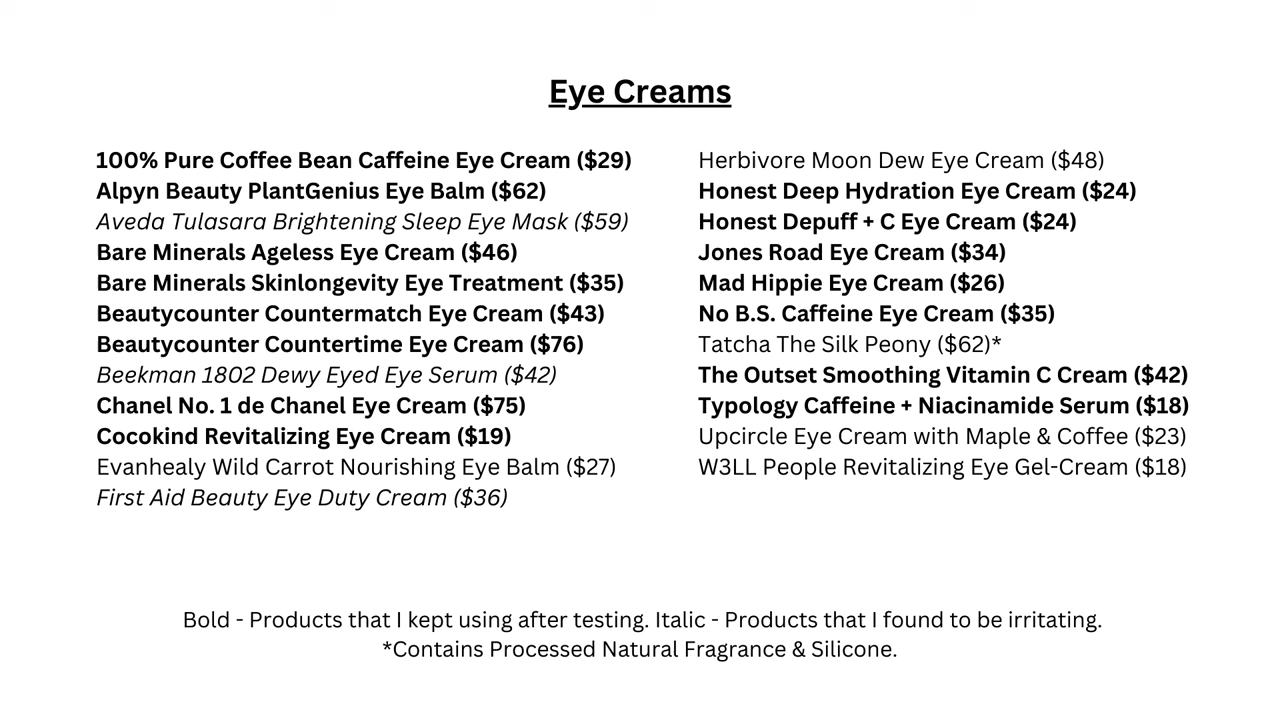 Eye Creams
100% Pure Coffee Bean Caffeine Eye Cream ($29)
Alpyn Beauty PlantGenius Eye Balm ($62)
Aveda Tulasara Brightening Sleep Eye Mask ($59)
Bare Minerals Ageless Eye Cream ($46)
Bare Minerals Skinlongevity Eye Treatment ($35)
Beautycounter Countermatch Eye Cream ($43)
Beautycounter Countertime Eye Cream ($76)
Beekman 1802 Dewy Eyed Eye Serum ($42)
Chanel No. 1 de Chanel Eye Cream ($75)
Cocokind Revitalizing Eye Cream ($19)
Evanhealy Wild Carrot Nourishing Eye Balm ($27)
First Aid Beauty Eye Duty Cream ($36)
Herbivore Moon Dew Eye Cream ($48)
Honest Deep Hydration Eye Cream ($24)
Honest Depuff + C Eye Cream ($24)
Jones Road Eye Cream ($34)
Mad Hippie Eye Cream ($26)
No B.S. Caffeine Eye Cream ($35)
Tatcha The Silk Peony ($62)*
The Outset Smoothing Vitamin C Cream ($42)
Typology Caffeine + Niacinamide Serum ($18)
Upcircle Eye Cream with Maple & Coffee ($23)
W3LL People Revitalizing Eye Gel-Cream ($18)
Bold - Products that I kept using after testing. Italic - Products that I found to be irritating.
*Contains Processed Natural Fragrance & Silicone.